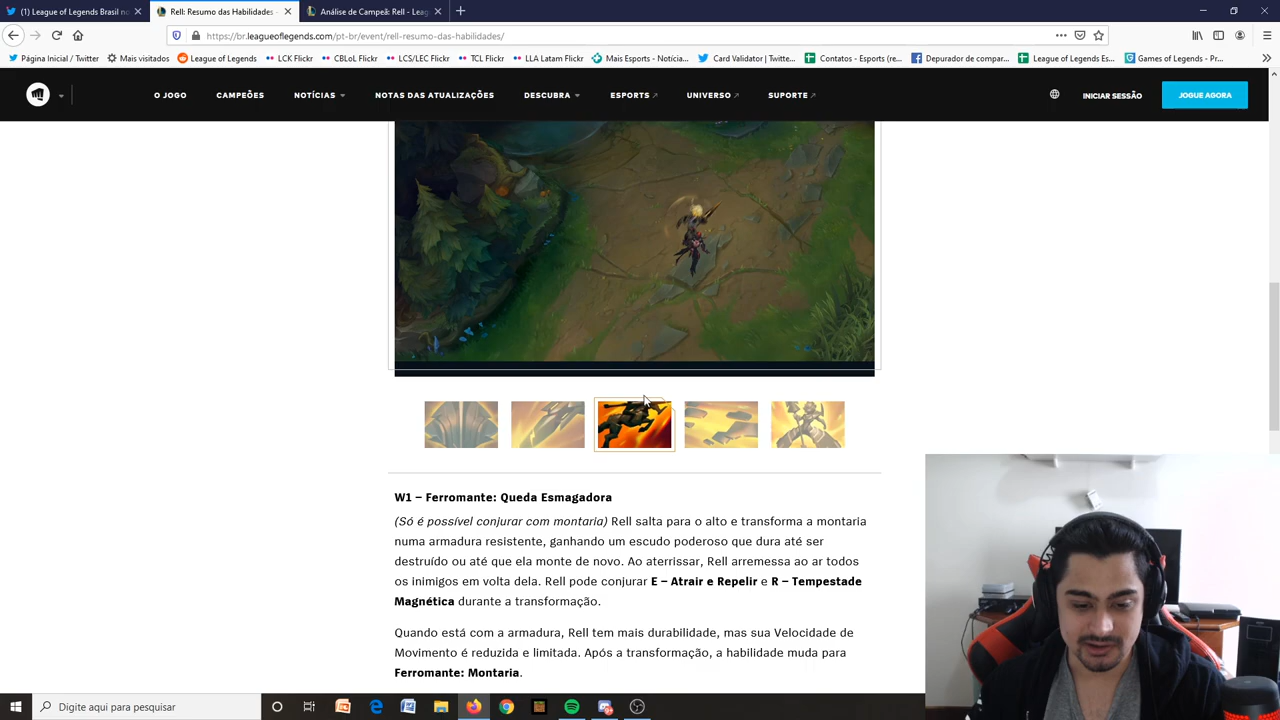 (1) League of Legends Brasil no
Rell: Resumo das Habilidades -
Análise de Campeã: Rell - Leag
https://br.leagueoflegends.com/pt-br/event/rell-resumo-das-habilidades/
Página Inicial / Twitter
Mais visitados
League of Legends
LCK Flickr
CBLoL Flickr
LCS/LEC Flickr
TCL Flickr
LLA Latam Flickr
Mais Esports - Notícia...
Card Validator | Twitte...
Contatos - Esports (re...
Depurador de compar...
League of Legends Es...
Games of Legends - Pr...
O JOGO
CAMPEÕES
NOTÍCIAS
NOTAS DAS ATUALIZAÇÕES
DESCUBRA
ESPORTS
UNIVERSO
SUPORTE
INICIAR SESSÃO
JOGUE AGORA
W1 – Ferromante: Queda Esmagadora
(Só é possível conjurar com montaria) Rell salta para o alto e transforma a montaria
numa armadura resistente, ganhando um escudo poderoso que dura até ser
destruído ou até que ela monte de novo. Ao aterrissar, Rell arremessa ao ar todos
os inimigos em volta dela. Rell pode conjurar E – Atrair e Repelir e R – Tempestade
Magnética durante a transformação.
Quando está com a armadura, Rell tem mais durabilidade, mas sua Velocidade de
Movimento é reduzida e limitada. Após a transformação, a habilidade muda para
Ferromante: Montaria.
Digite aqui para pesquisar